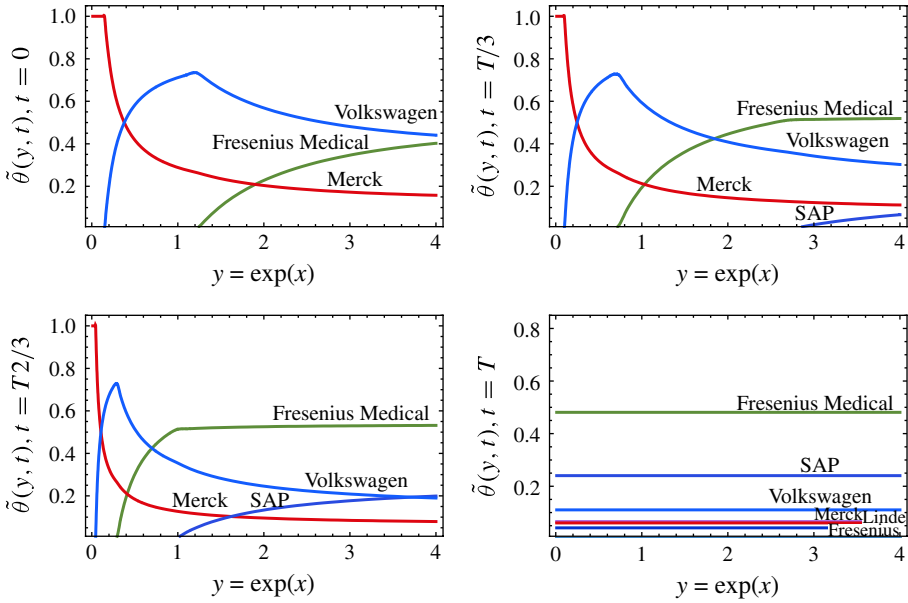 θ̃(y, t), t = 0
1.0
0.8
0.6
0.4
0.2
Volkswagen
Fresenius Medical
Merck
0 1 2 3 4
y = exp(x)
θ̃(y, t), t = T/3
1.0
0.8
0.6
0.4
0.2
Fresenius Medical
Volkswagen
Merck
SAP
0 1 2 3 4
y = exp(x)
θ̃(y, t), t = T2/3
1.0
0.8
0.6
0.4
0.2
Fresenius Medical
Volkswagen
Merck SAP
0 1 2 3 4
y = exp(x)
θ̃(y, t), t = T
0.8
0.6
0.4
0.2
Fresenius Medical
SAP
Volkswagen
Merck Linde
Fresenius
0 1 2 3 4
y = exp(x)